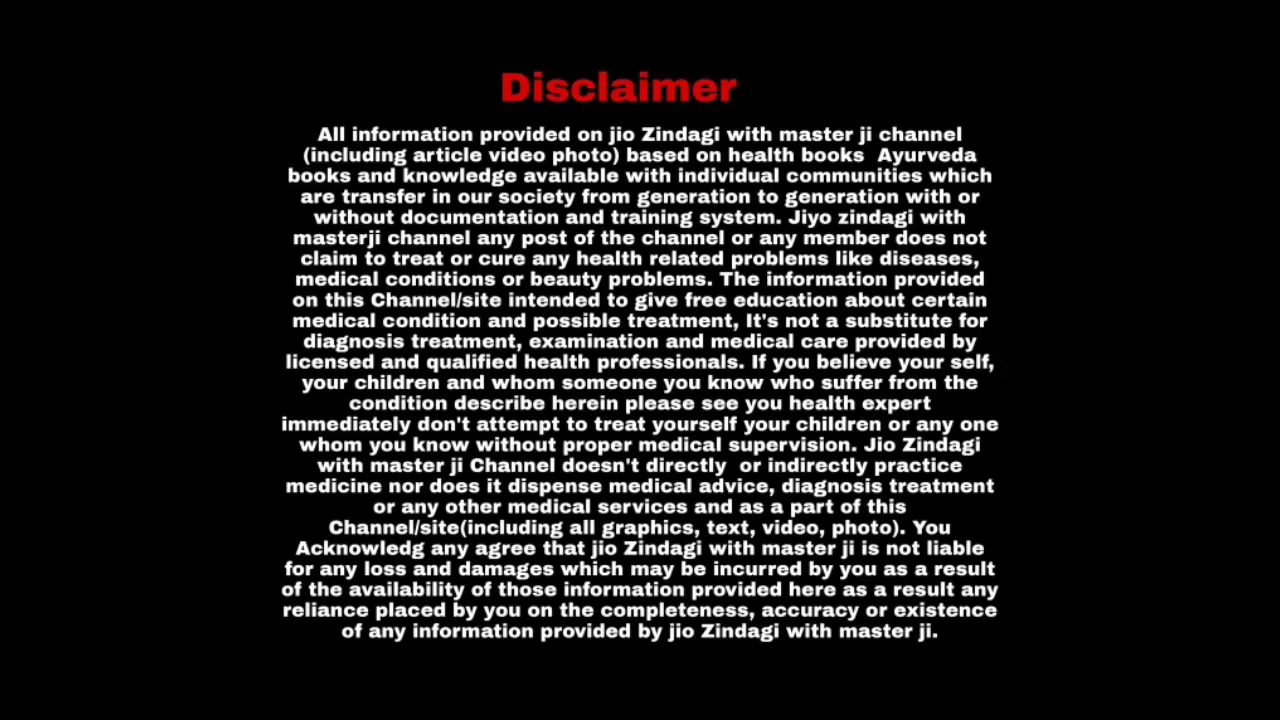 Disclaimer
All information provided on jio Zindagi with master ji channel
(including article video photo) based on health books  Ayurveda
books and knowledge available with individual communities which
are transfer in our society from generation to generation with or
without documentation and training system. Jiyo zindagi with
masterji channel any post of the channel or any member does not
claim to treat or cure any health related problems like diseases,
medical conditions or beauty problems. The information provided
on this Channel/site intended to give free education about certain
medical condition and possible treatment, It's not a substitute for
diagnosis treatment, examination and medical care provided by
licensed and qualified health professionals. If you believe your self,
your children and whom someone you know who suffer from the
condition describe herein please see you health expert
immediately don't attempt to treat yourself your children or any one
whom you know without proper medical supervision. Jio Zindagi
with master ji Channel doesn't directly  or indirectly practice
medicine nor does it dispense medical advice, diagnosis treatment
or any other medical services and as a part of this
Channel/site(including all graphics, text, video, photo). You
Acknowledg any agree that jio Zindagi with master ji is not liable
for any loss and damages which may be incurred by you as a result
of the availability of those information provided here as a result any
reliance placed by you on the completeness, accuracy or existence
of any information provided by jio Zindagi with master ji.